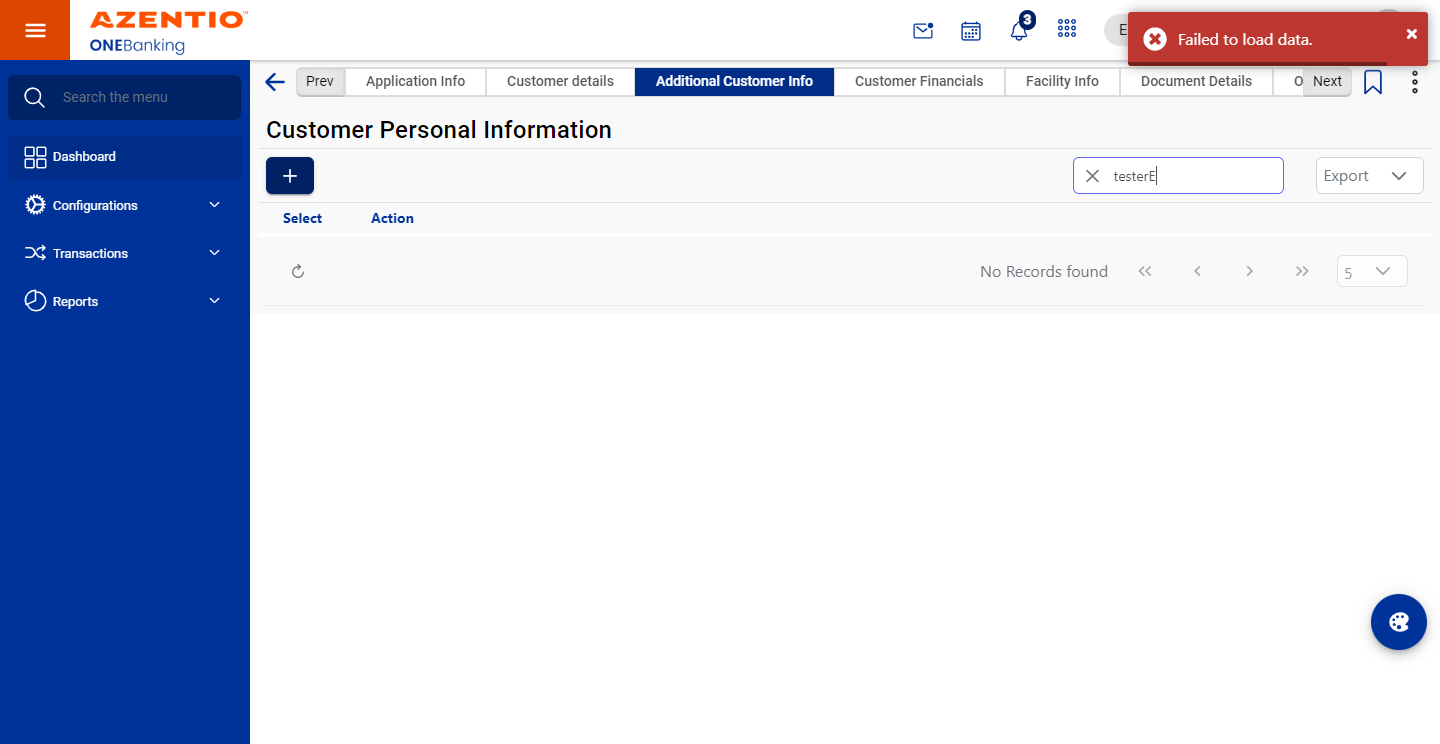 AZENTIO™
ONEBanking
3
E
Failed to load data.
Search the menu
Dashboard
Configurations
Transactions
Reports
Prev
Application Info
Customer details
Additional Customer Info
Customer Financials
Facility Info
Document Details
O
Next
Customer Personal Information
testerE
Export
Select
Action
No Records found
5